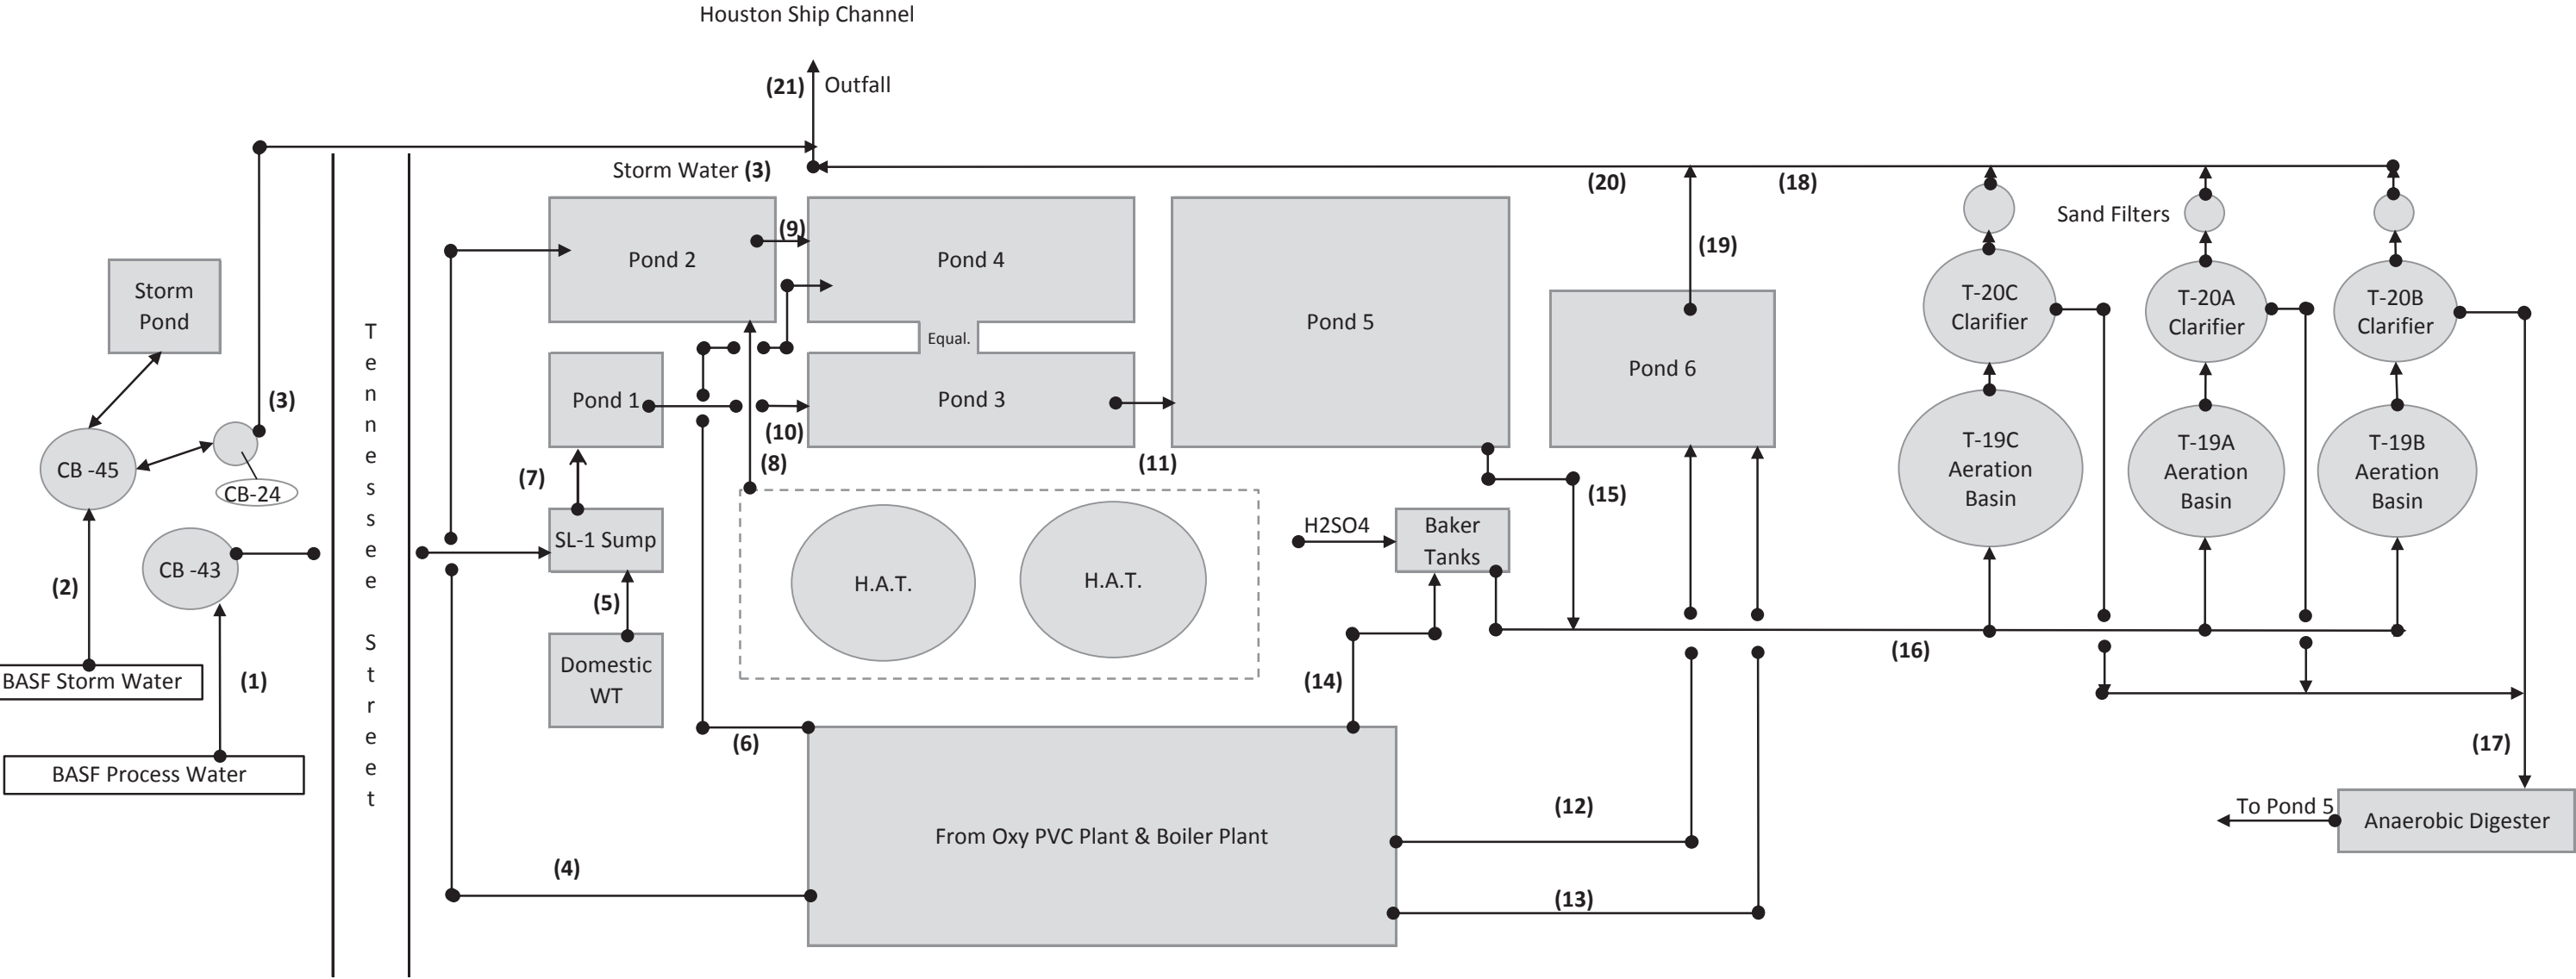 Houston Ship Channel
(21) Outfall
Storm Water (3)
(20)
(18)
Storm
Pond
(3)
CB -45
CB-24
CB -43
(2)
BASF Storm Water
(1)
BASF Process Water
Tennessee Street
Pond 2
(9)
Pond 4
Equal.
Pond 1
Pond 3
(10)
(8)
(11)
Pond 5
Pond 6
(19)
(7)
SL-1 Sump
(5)
Domestic
WT
H.A.T.
H.A.T.
H2SO4
Baker
Tanks
(15)
(14)
(6)
(4)
From Oxy PVC Plant & Boiler Plant
(12)
(13)
Sand Filters
T-20C
Clarifier
T-20A
Clarifier
T-20B
Clarifier
T-19C
Aeration
Basin
T-19A
Aeration
Basin
T-19B
Aeration
Basin
(16)
(17)
To Pond 5
Anaerobic Digester